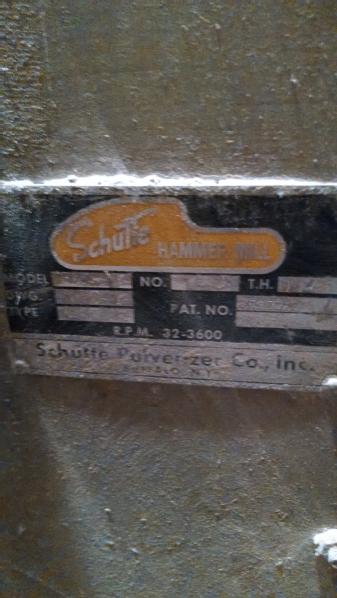 Schutte
HAMMER MILL
MODEL NO. T.H.
PAT. NO.
TYPE
R.P.M. 32-3600
Schutte Pulverizer Co., Inc.
BUFFALO, N.Y.